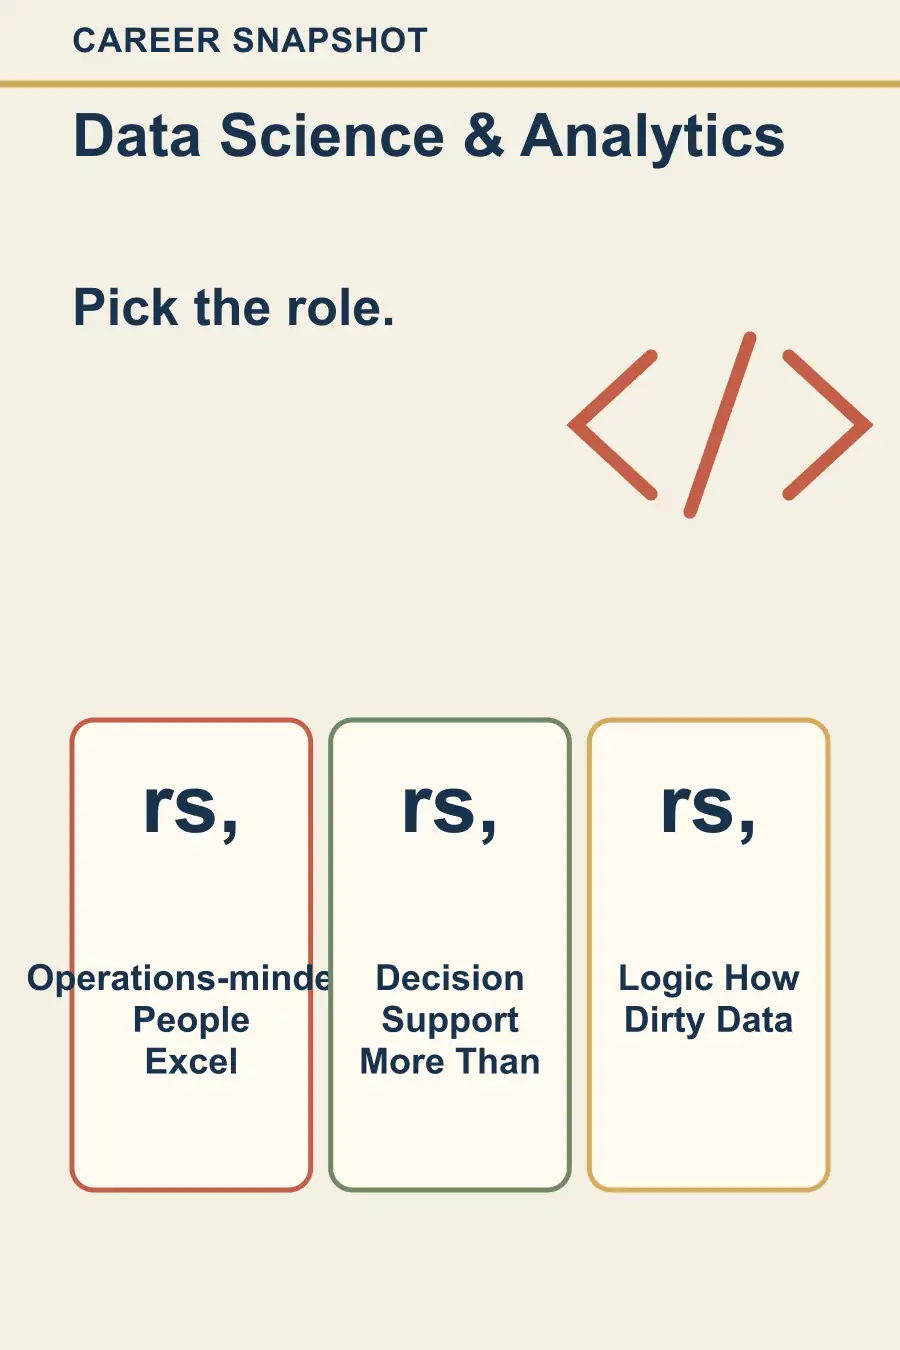 CAREER SNAPSHOT
Data Science & Analytics
Pick the role.
</>
rs,
rs,
rs,
Operations-minde
People
Excel
Decision
Support
More Than
Logic How
Dirty Data